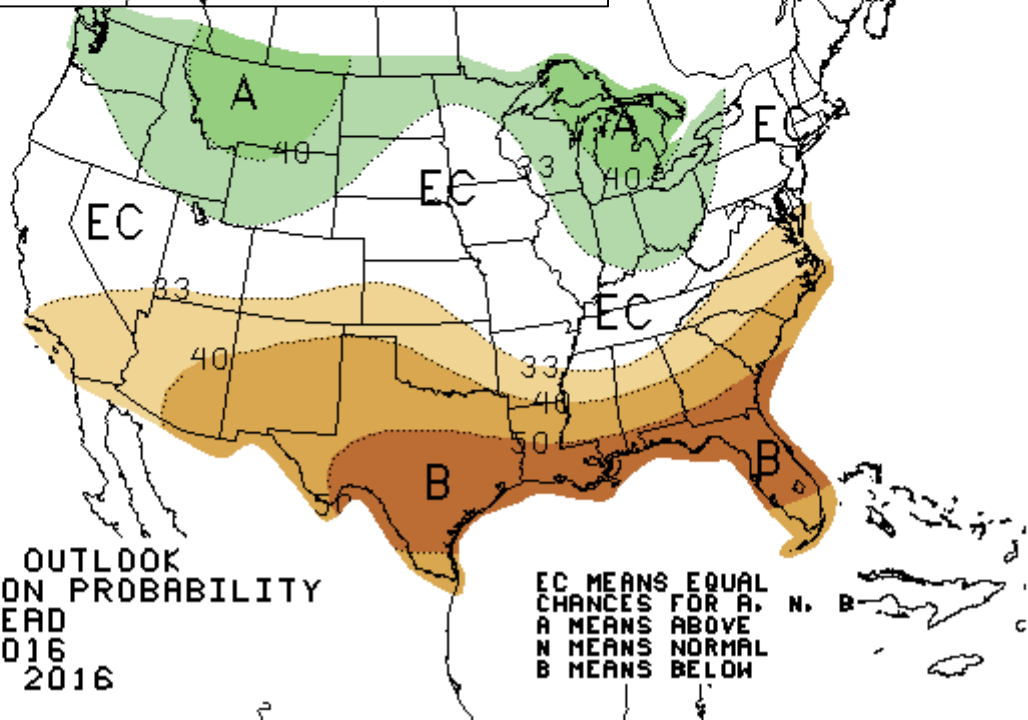 A
A
EC
40
33
EC
40
EC
33
EC
40
33
40
50
B
B
OUTLOOK
ON PROBABILITY
EAD
016
2016
EC MEANS EQUAL
CHANCES FOR A, N, B
A MEANS ABOVE
N MEANS NORMAL
B MEANS BELOW
C